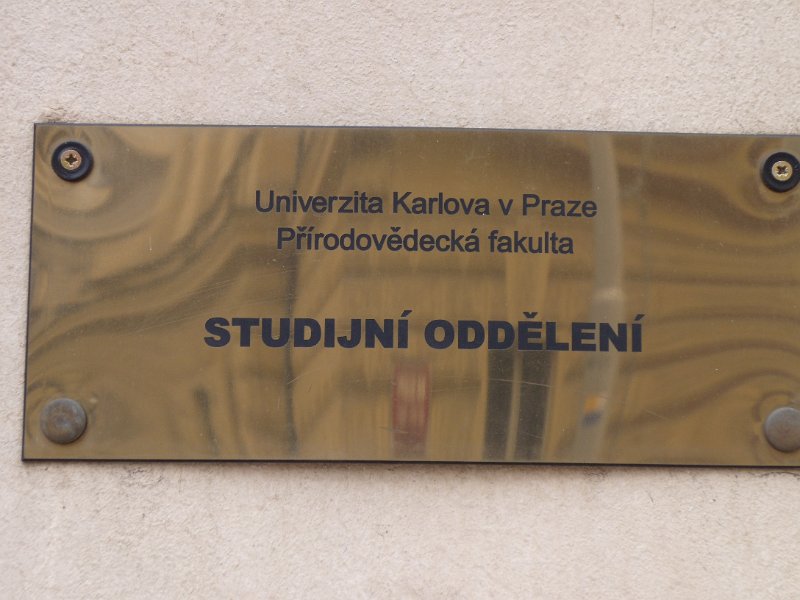 Univerzita Karlova v Praze
Přírodovědecká fakulta
STUDIJNÍ ODDĚLENÍ